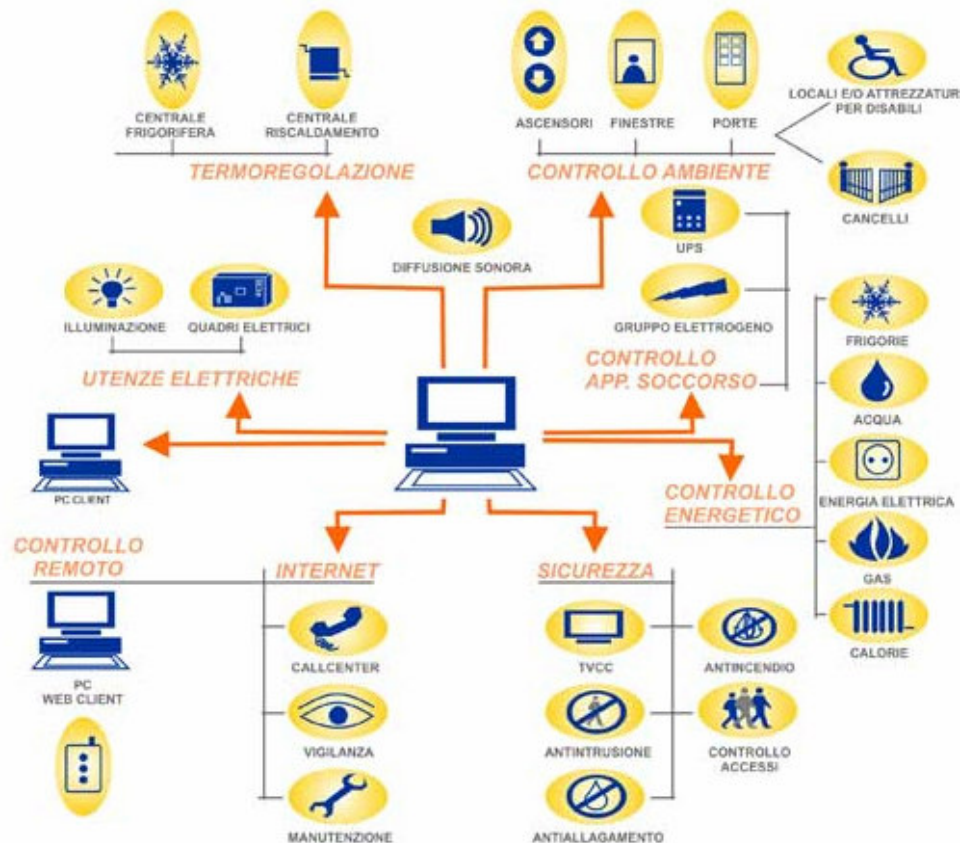 CENTRALE
FRIGORIFERA
CENTRALE
RISCALDAMENTO
TERMOREGOLAZIONE
ASCENSORI
FINESTRE
PORTE
CONTROLLO AMBIENTE
LOCALI E/O ATTREZZATUR
PER DISABILI
CANCELLI
DIFFUSIONE SONORA
UPS
GRUPPO ELETTROGENO
CONTROLLO
APP. SOCCORSO
ILLUMINAZIONE
QUADRI ELETTRICI
UTENZE ELETTRICHE
PC CLIENT
FRIGORIE
ACQUA
ENERGIA ELETTRICA
GAS
CALORIE
CONTROLLO
ENERGETICO
CONTROLLO
REMOTO
PC
WEB CLIENT
INTERNET
CALLCENTER
VIGILANZA
MANUTENZIONE
SICUREZZA
TVCC
ANTINCENDIO
ANTINTRUSIONE
CONTROLLO
ACCESSI
ANTIALLAGAMENTO